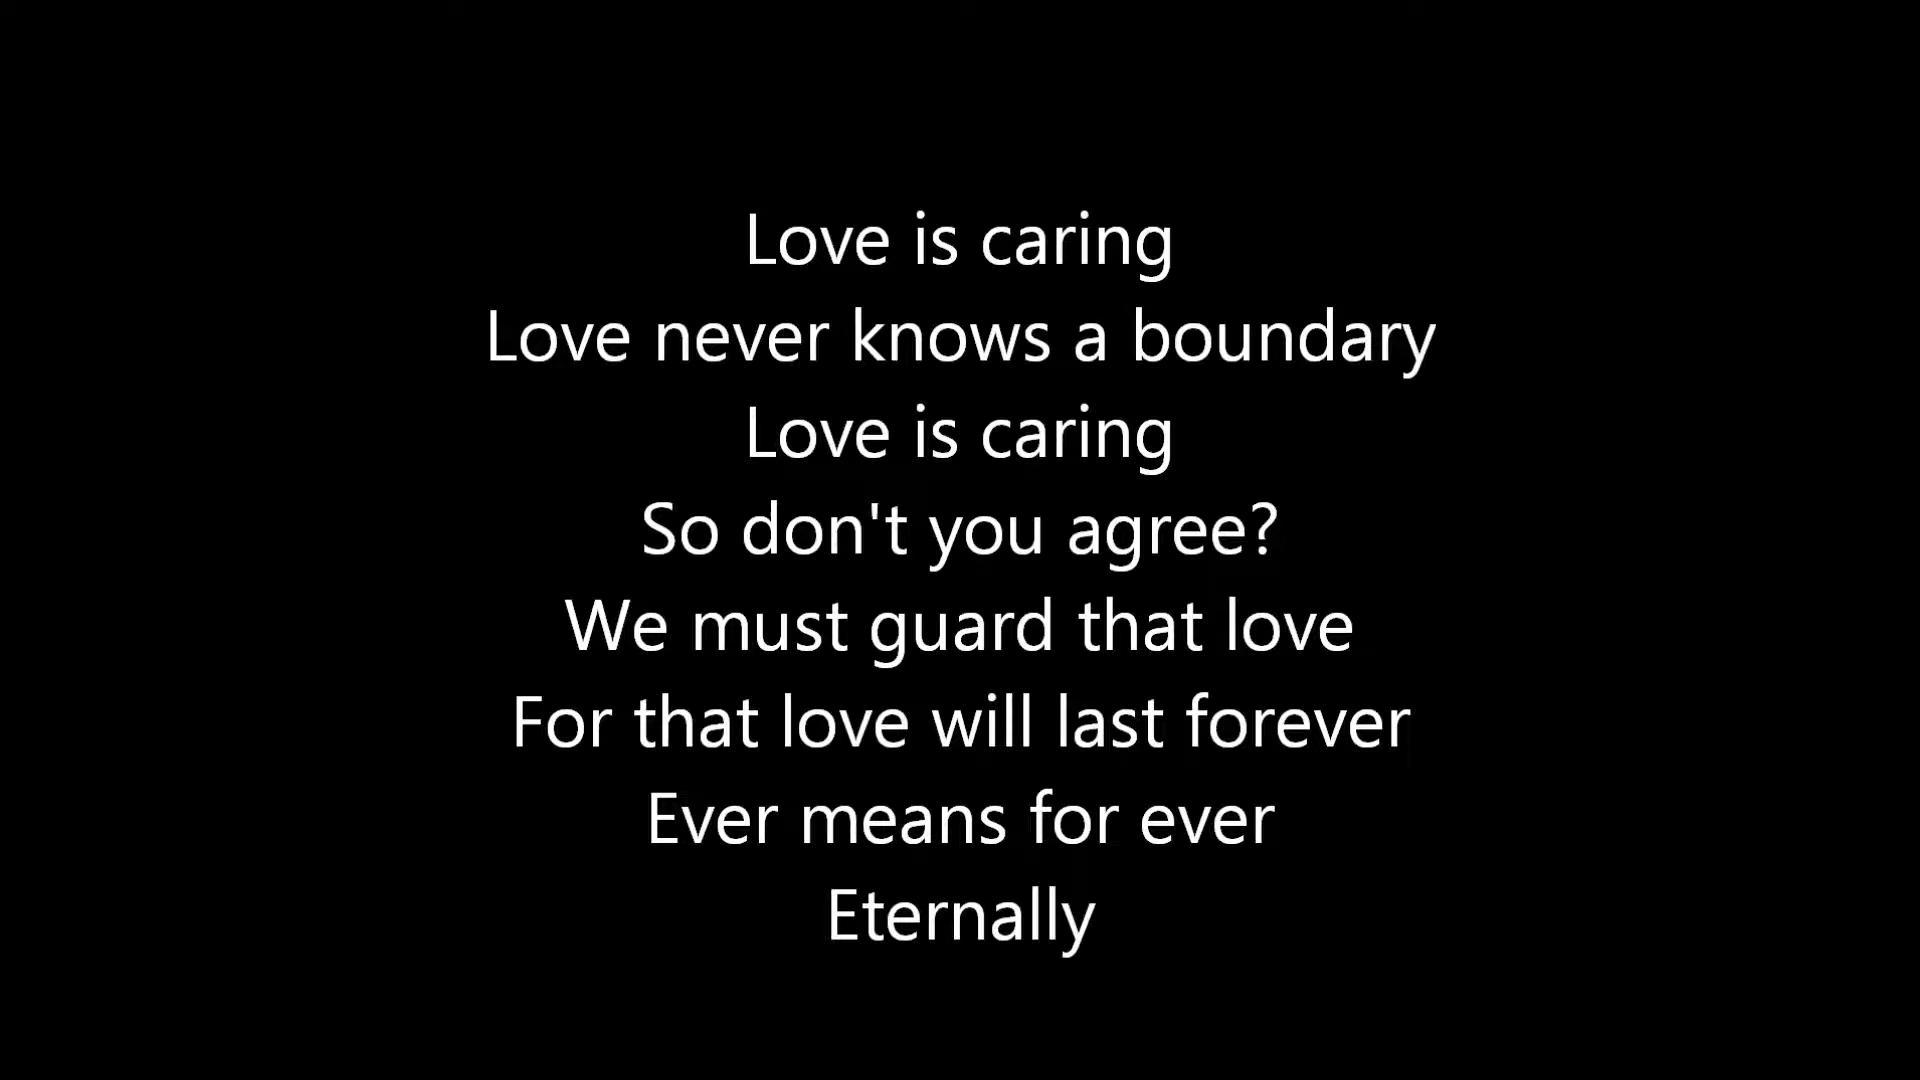 Love is caring
Love never knows a boundary
Love is caring
So don't you agree?
We must guard that love
For that love will last forever
Ever means for ever
Eternally